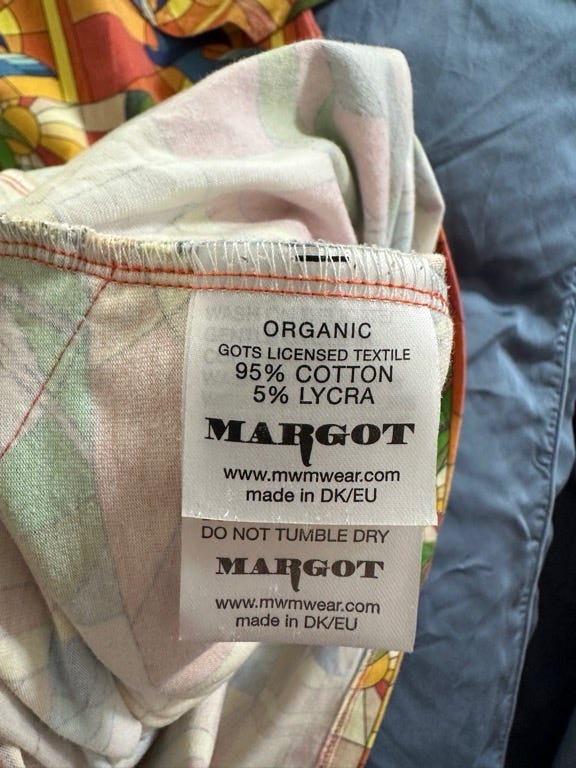 ORGANIC
GOTS LICENSED TEXTILE
95% COTTON
5% LYCRA
MARGOT
www.mwmwear.com
made in DK/EU
DO NOT TUMBLE DRY
MARGOT
www.mwmwear.com
made in DK/EU